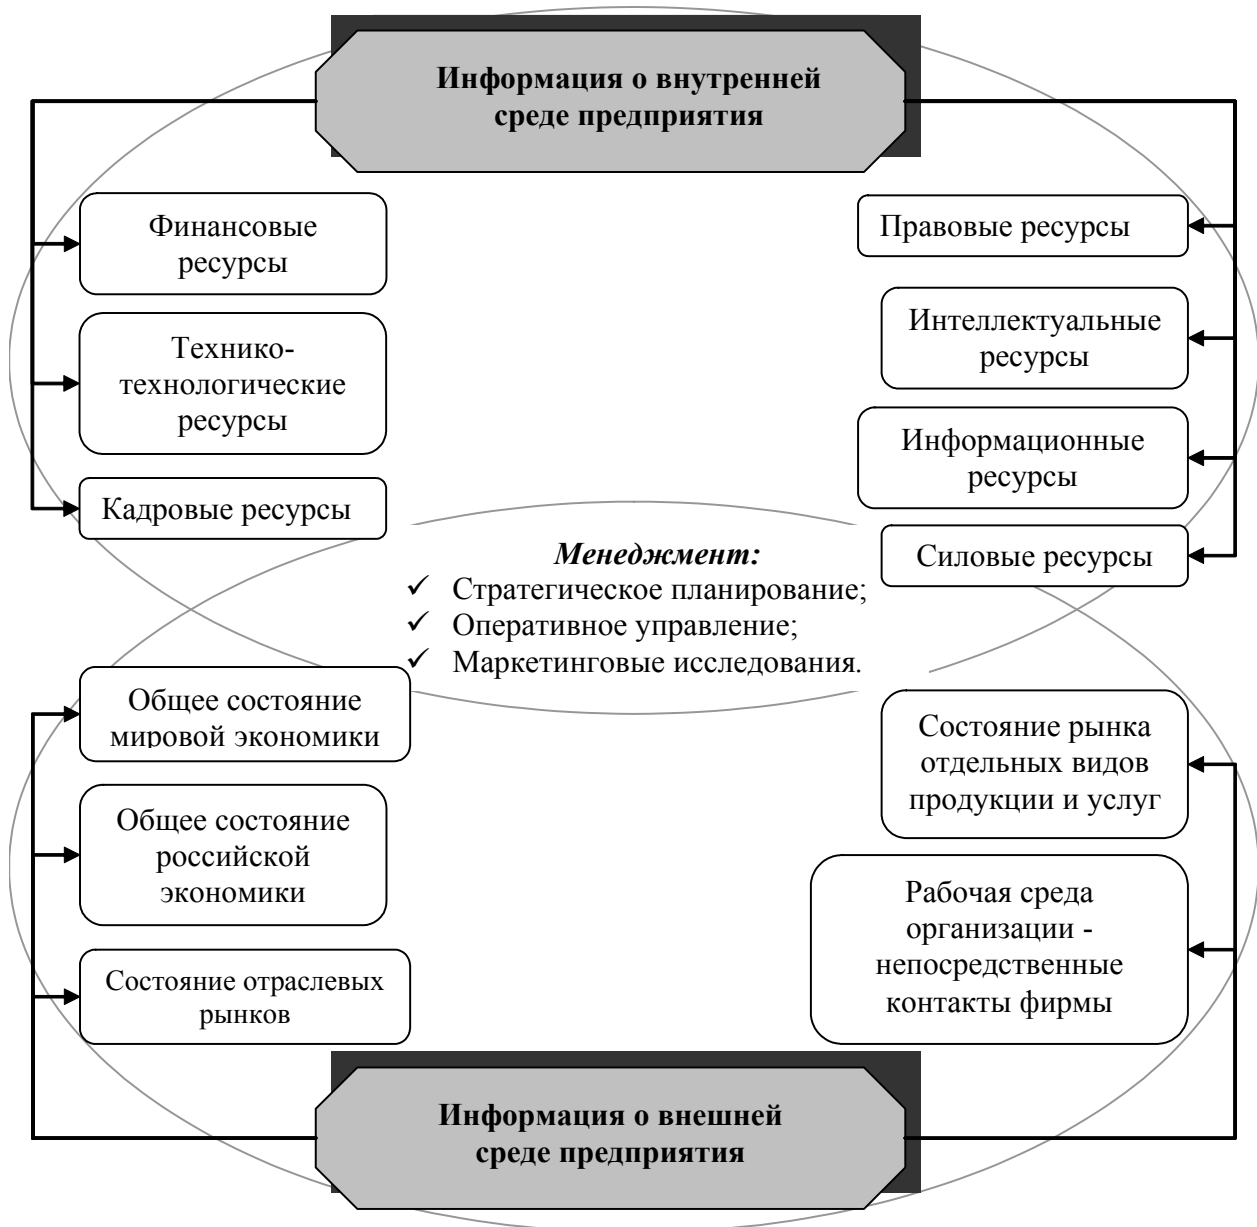 Информация о внутренней
среде предприятия
Финансовые
ресурсы
Технико-
технологические
ресурсы
Кадровые ресурсы
Правовые ресурсы
Интеллектуальные
ресурсы
Информационные
ресурсы
Силовые ресурсы
Менеджмент:
✓ Стратегическое планирование;
✓ Оперативное управление;
✓ Маркетинговые исследования.
Общее состояние
мировой экономики
Общее состояние
российской
экономики
Состояние отраслевых
рынков
Состояние рынка
отдельных видов
продукции и услуг
Рабочая среда
организации -
непосредственные
контакты фирмы
Информация о внешней
среде предприятия